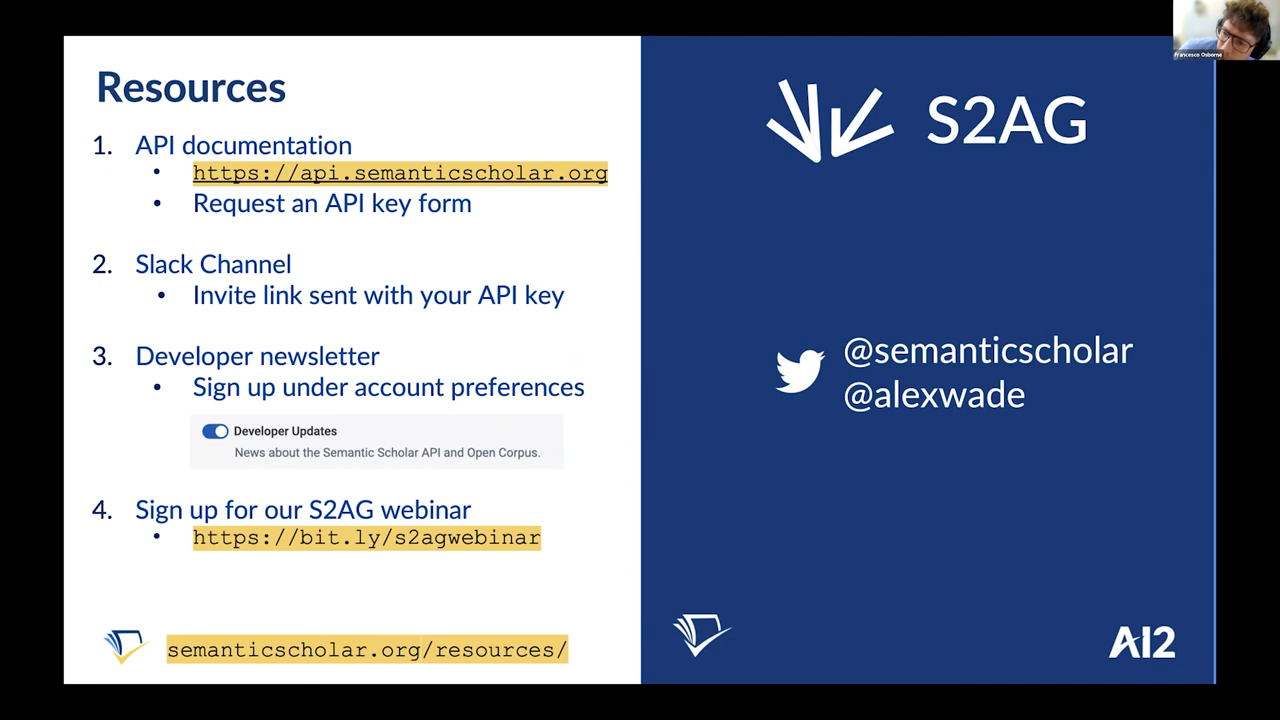 Resources
1. API documentation
• https://api.semanticscholar.org
• Request an API key form
2. Slack Channel
• Invite link sent with your API key
3. Developer newsletter
• Sign up under account preferences
Developer Updates
News about the Semantic Scholar API and Open Corpus.
4. Sign up for our S2AG webinar
• https://bit.ly/s2agwebinar
semanticscholar.org/resources/
S2AG
@semanticscholar
@alexwade
AI2
Francesco Osborne